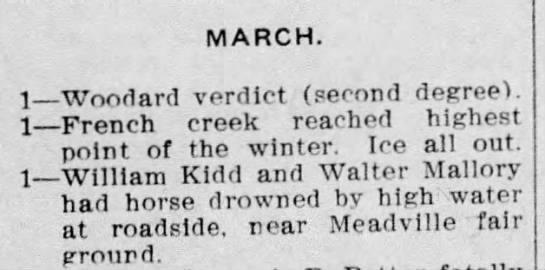 MARCH.
1—Woodard verdict (second degree).
1—French creek reached highest
point of the winter. Ice all out.
1—William Kidd and Walter Mallory
had horse drowned by high water
at roadside, near Meadville fair
ground.